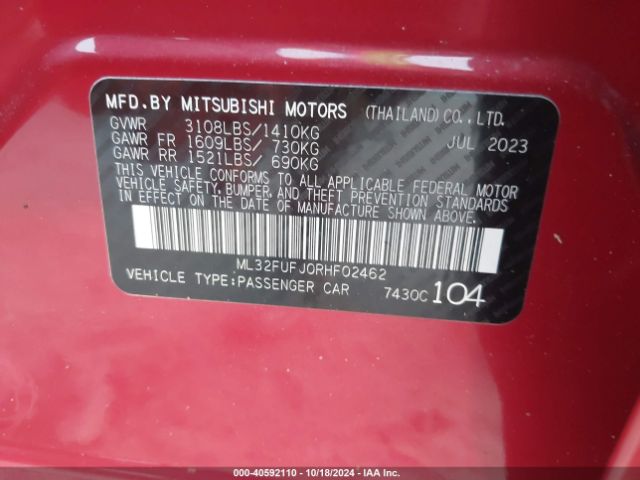 MFD.BY MITSUBISHI MOTORS (THAILAND) CO.,LTD.
GVWR 3108LBS/1410KG JUL 2023
GAWR FR 1609LBS/ 730KG
GAWR RR 1521LBS/ 690KG
THIS VEHICLE CONFORMS TO ALL APPLICABLE FEDERAL MOTOR
VEHICLE SAFETY, BUMPER, AND THEFT PREVENTION STANDARDS
IN EFFECT ON THE DATE OF MANUFACTURE SHOWN ABOVE.
ML32FUFJ0RHF02462
VEHICLE TYPE:PASSENGER CAR 7430C 104
000-40592110 - 10/18/2024 - IAA Inc.